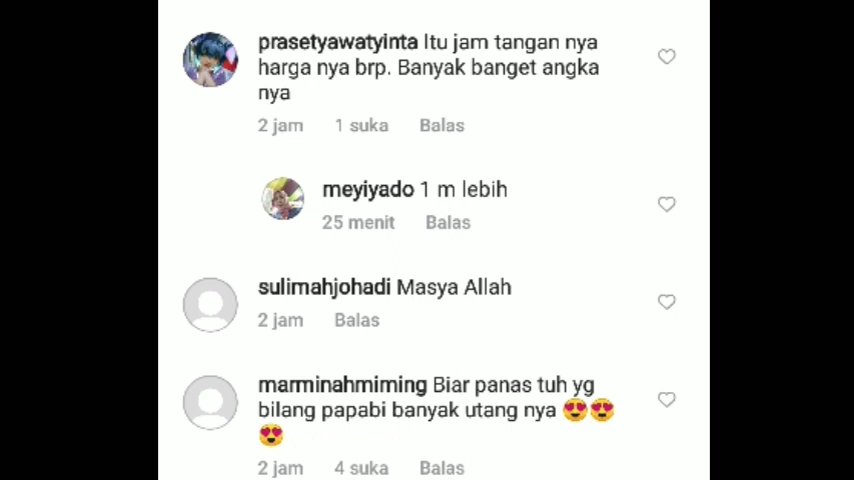 prasetyawatyinta Itu jam tangan nya
harga nya brp. Banyak banget angka
nya
2 jam 1 suka Balas
meyiyado 1 m lebih
25 menit Balas
sulimahjohadi Masya Allah
2 jam Balas
marminahmiming Biar panas tuh yg
bilang papabi banyak utang nya 😍😍
😍
2 jam 4 suka Balas